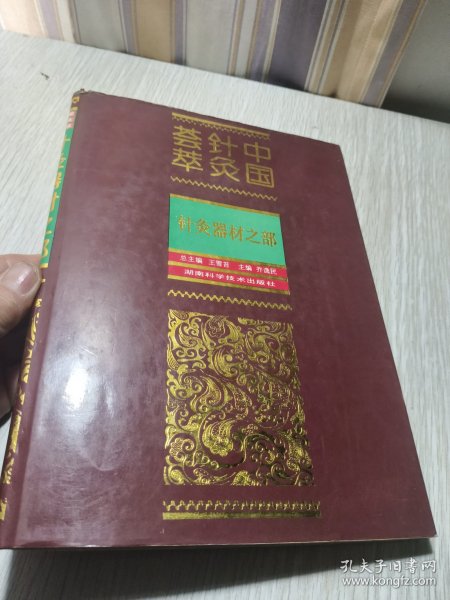 中国针灸荟萃
针灸器材之部
总主编 王雪苔 主编 齐逸民
湖南科学技术出版社
孔夫子旧书网
www.kongfz.com